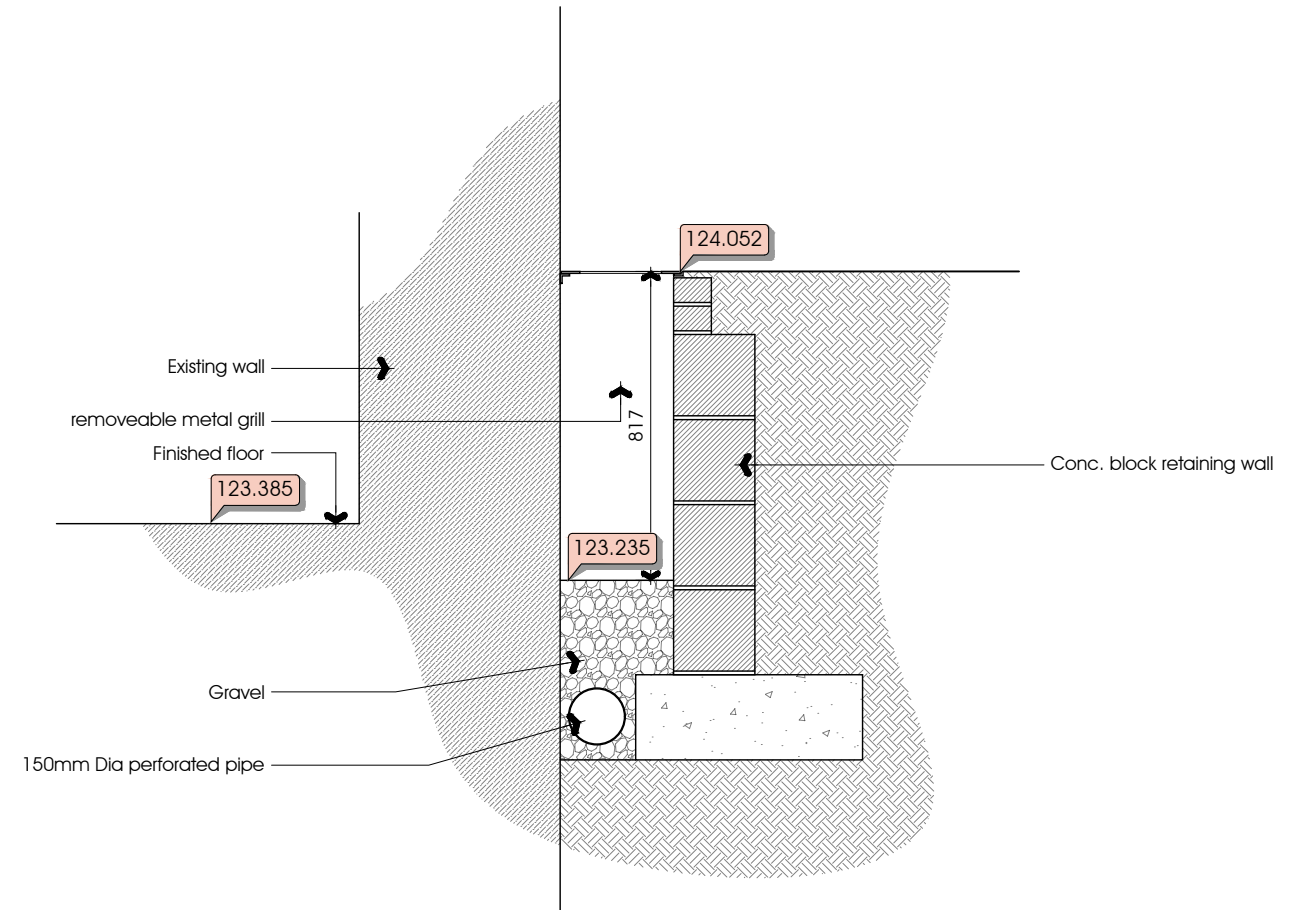 124.052
Existing wall
removeable metal grill
817
Finished floor
Conc. block retaining wall
123.385
123.235
Gravel
150mm Dia perforated pipe